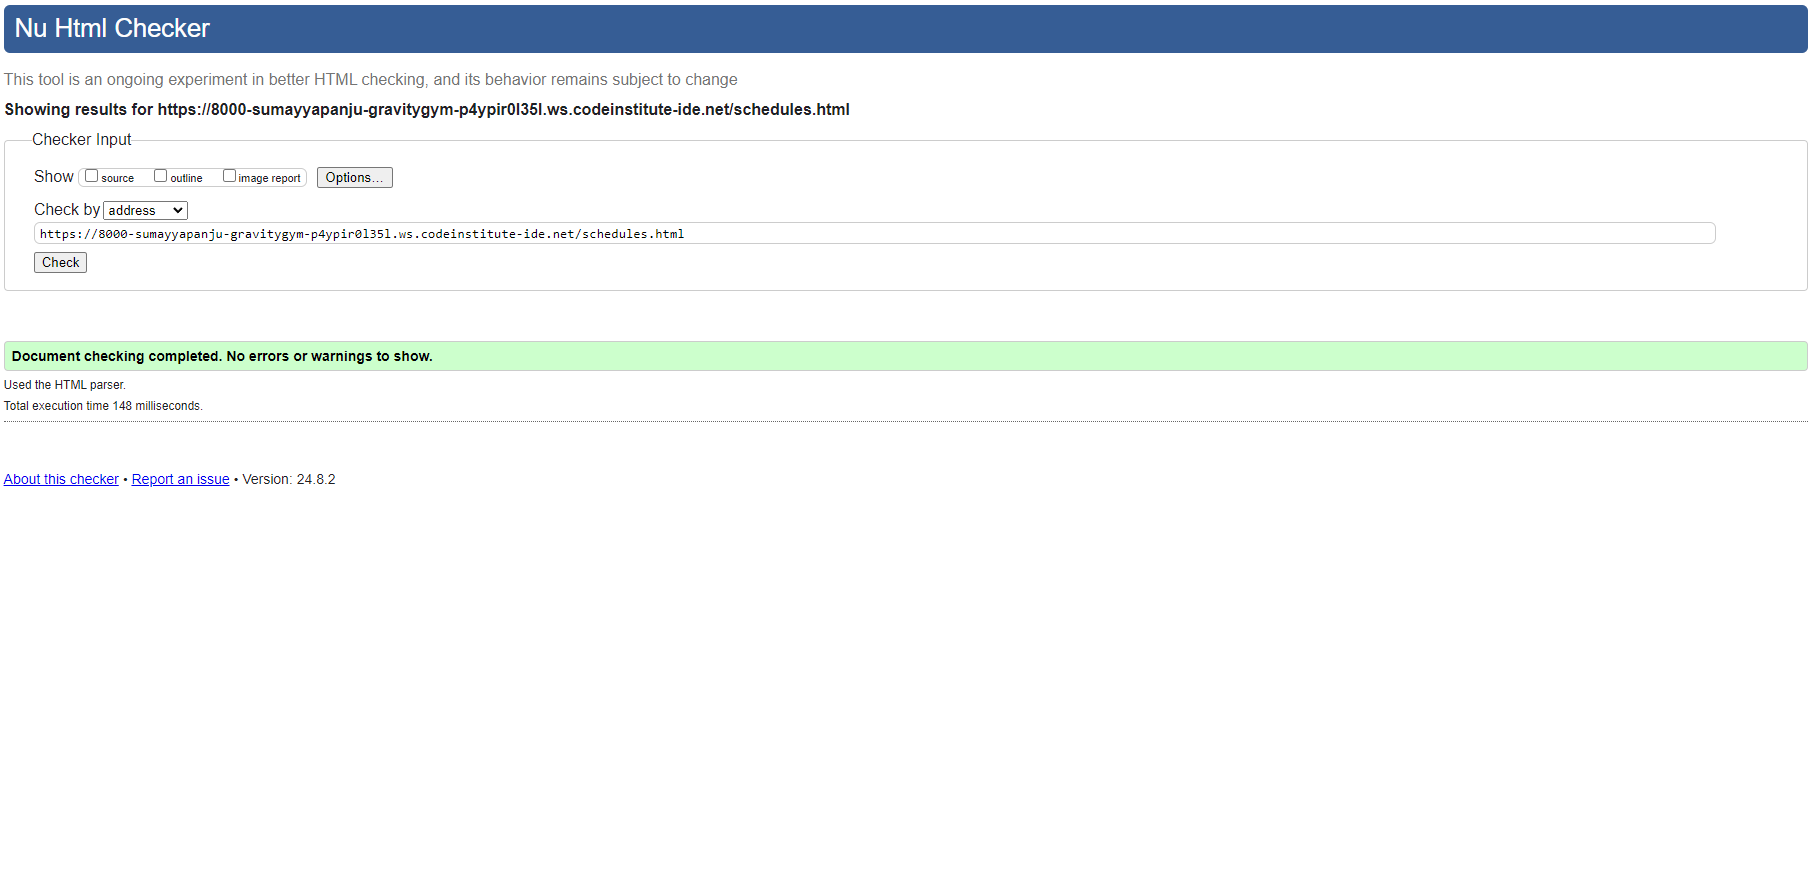 Nu Html Checker
This tool is an ongoing experiment in better HTML checking, and its behavior remains subject to change
Showing results for https://8000-sumayyapanju-gravitygym-p4ypir0l35l.ws.codeinstitute-ide.net/schedules.html
Checker Input
Show source outline image report Options...
Check by address
https://8000-sumayyapanju-gravitygym-p4ypir0l35l.ws.codeinstitute-ide.net/schedules.html
Check
Document checking completed. No errors or warnings to show.
Used the HTML parser.
Total execution time 148 milliseconds.
About this checker • Report an issue • Version: 24.8.2